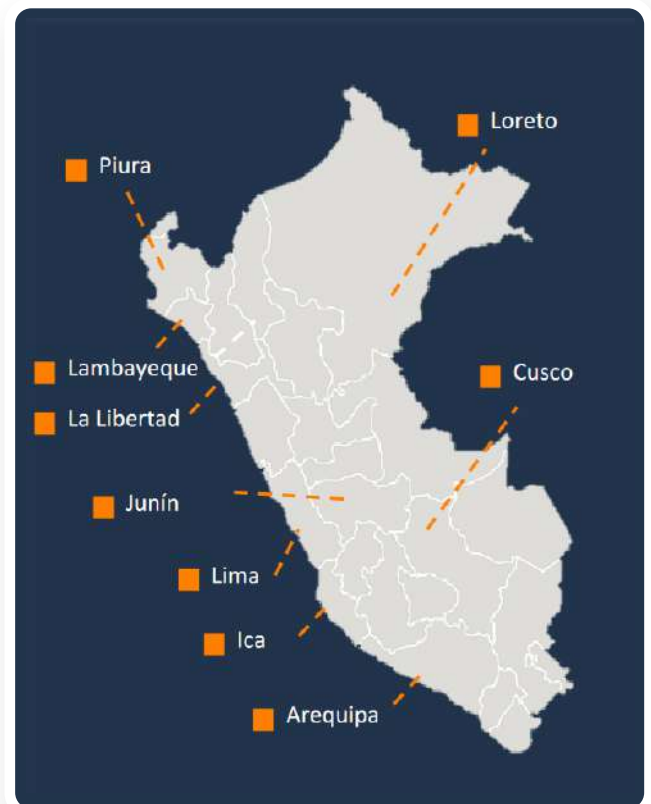 Loreto
Piura
Lambayeque
Cusco
La Libertad
Junín
Lima
Ica
Arequipa